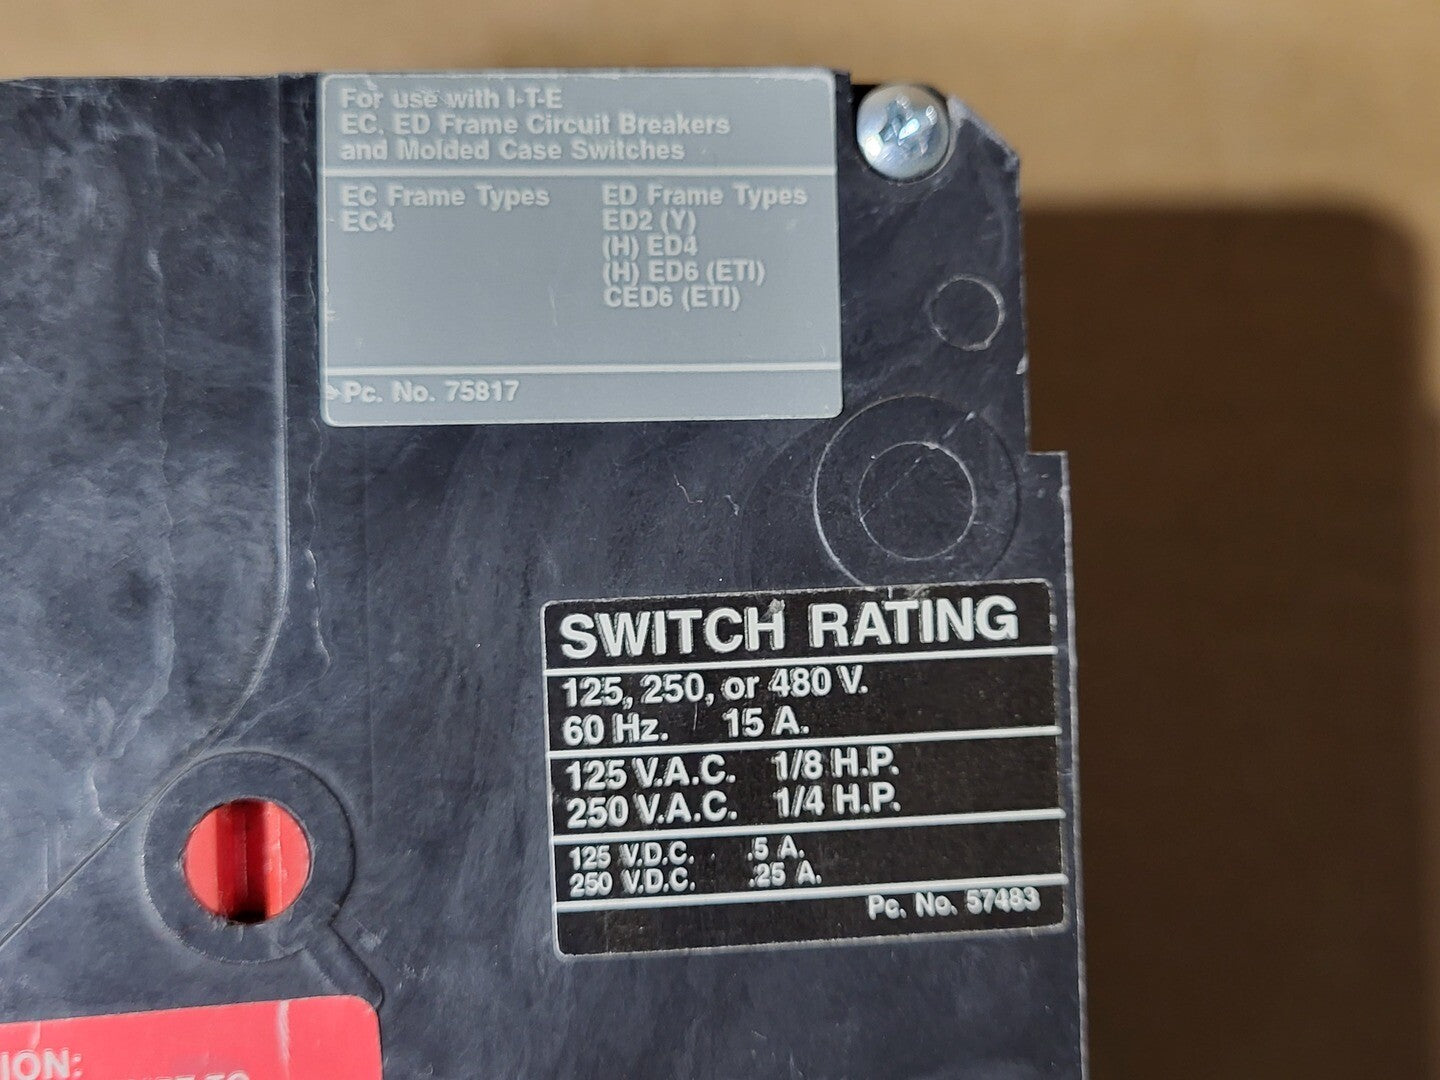 For use with I-T-E
EC, ED Frame Circuit Breakers
and Molded Case Switches
EC Frame Types
EC4
ED Frame Types
ED2 (Y)
(H) ED4
(H) ED6 (ETI)
CED6 (ETI)
Pc. No. 75817
SWITCH RATING
125, 250, or 480 V.
60 Hz. 15 A.
125 V.A.C. 1/8 H.P.
250 V.A.C. 1/4 H.P.
125 V.D.C. .5 A.
250 V.D.C. .25 A.
Pc. No. 57483
ION: